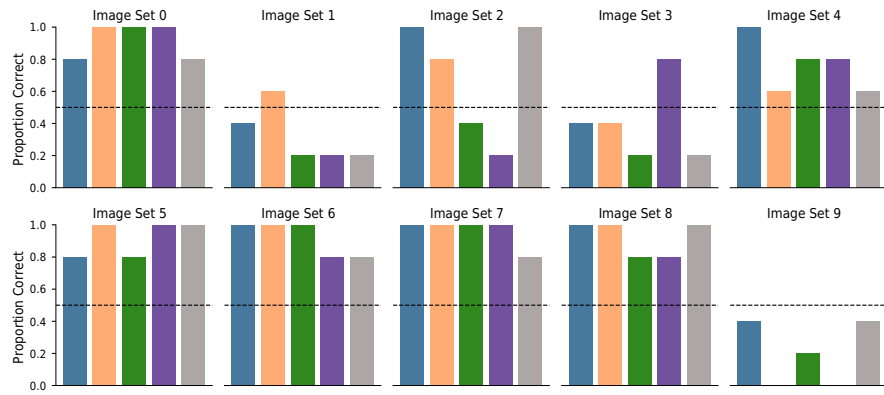 Image Set 0
Image Set 1
Image Set 2
Image Set 3
Image Set 4
Proportion Correct
1.0
0.8
0.6
0.4
0.2
0.0
Image Set 5
Image Set 6
Image Set 7
Image Set 8
Image Set 9
Proportion Correct
1.0
0.8
0.6
0.4
0.2
0.0